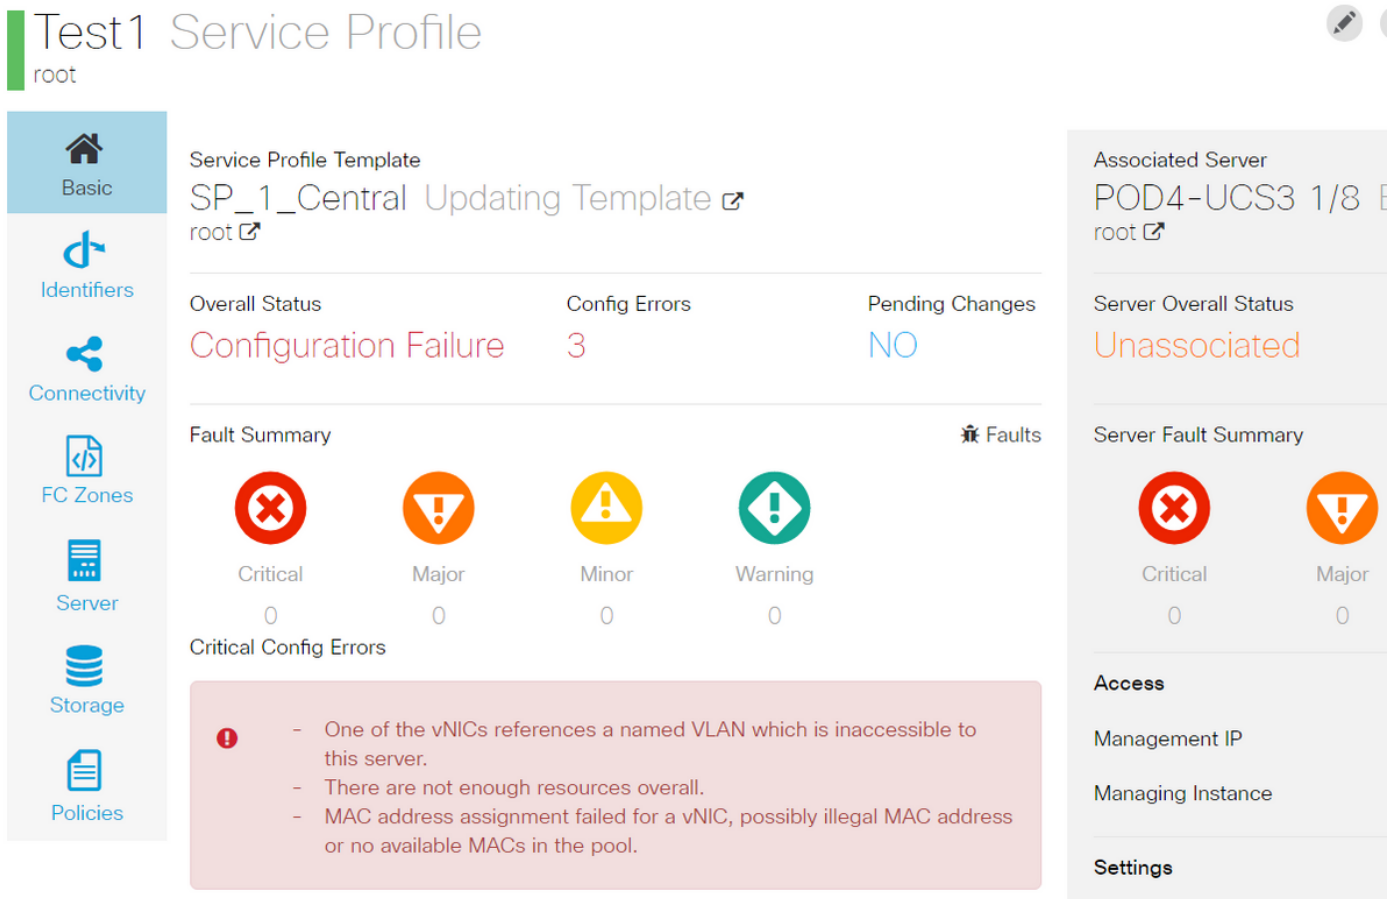 Test1 Service Profile
root
Basic
Identifiers
Connectivity
FC Zones
Server
Storage
Policies
Service Profile Template
SP_1_Central Updating Template
root
Overall Status
Configuration Failure
Config Errors
3
Pending Changes
NO
Fault Summary
Faults
Critical
0
Major
0
Minor
0
Warning
0
Critical Config Errors
- One of the vNICs references a named VLAN which is inaccessible to
this server.
- There are not enough resources overall.
- MAC address assignment failed for a vNIC, possibly illegal MAC address
or no available MACs in the pool.
Associated Server
POD4-UCS3 1/8
root
Server Overall Status
Unassociated
Server Fault Summary
Critical
0
Major
0
Access
Management IP
Managing Instance
Settings